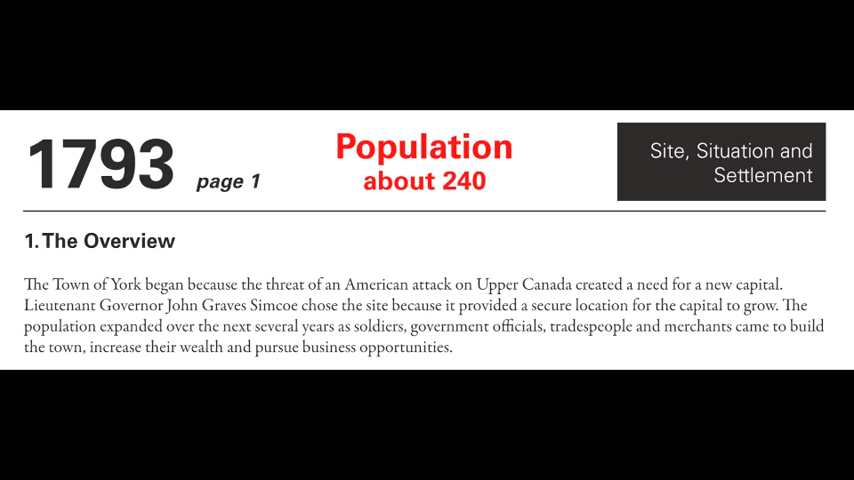 1793 page 1
Population
about 240
Site, Situation and
Settlement
1. The Overview
The Town of York began because the threat of an American attack on Upper Canada created a need for a new capital.
Lieutenant Governor John Graves Simcoe chose the site because it provided a secure location for the capital to grow. The
population expanded over the next several years as soldiers, government officials, tradespeople and merchants came to build
the town, increase their wealth and pursue business opportunities.